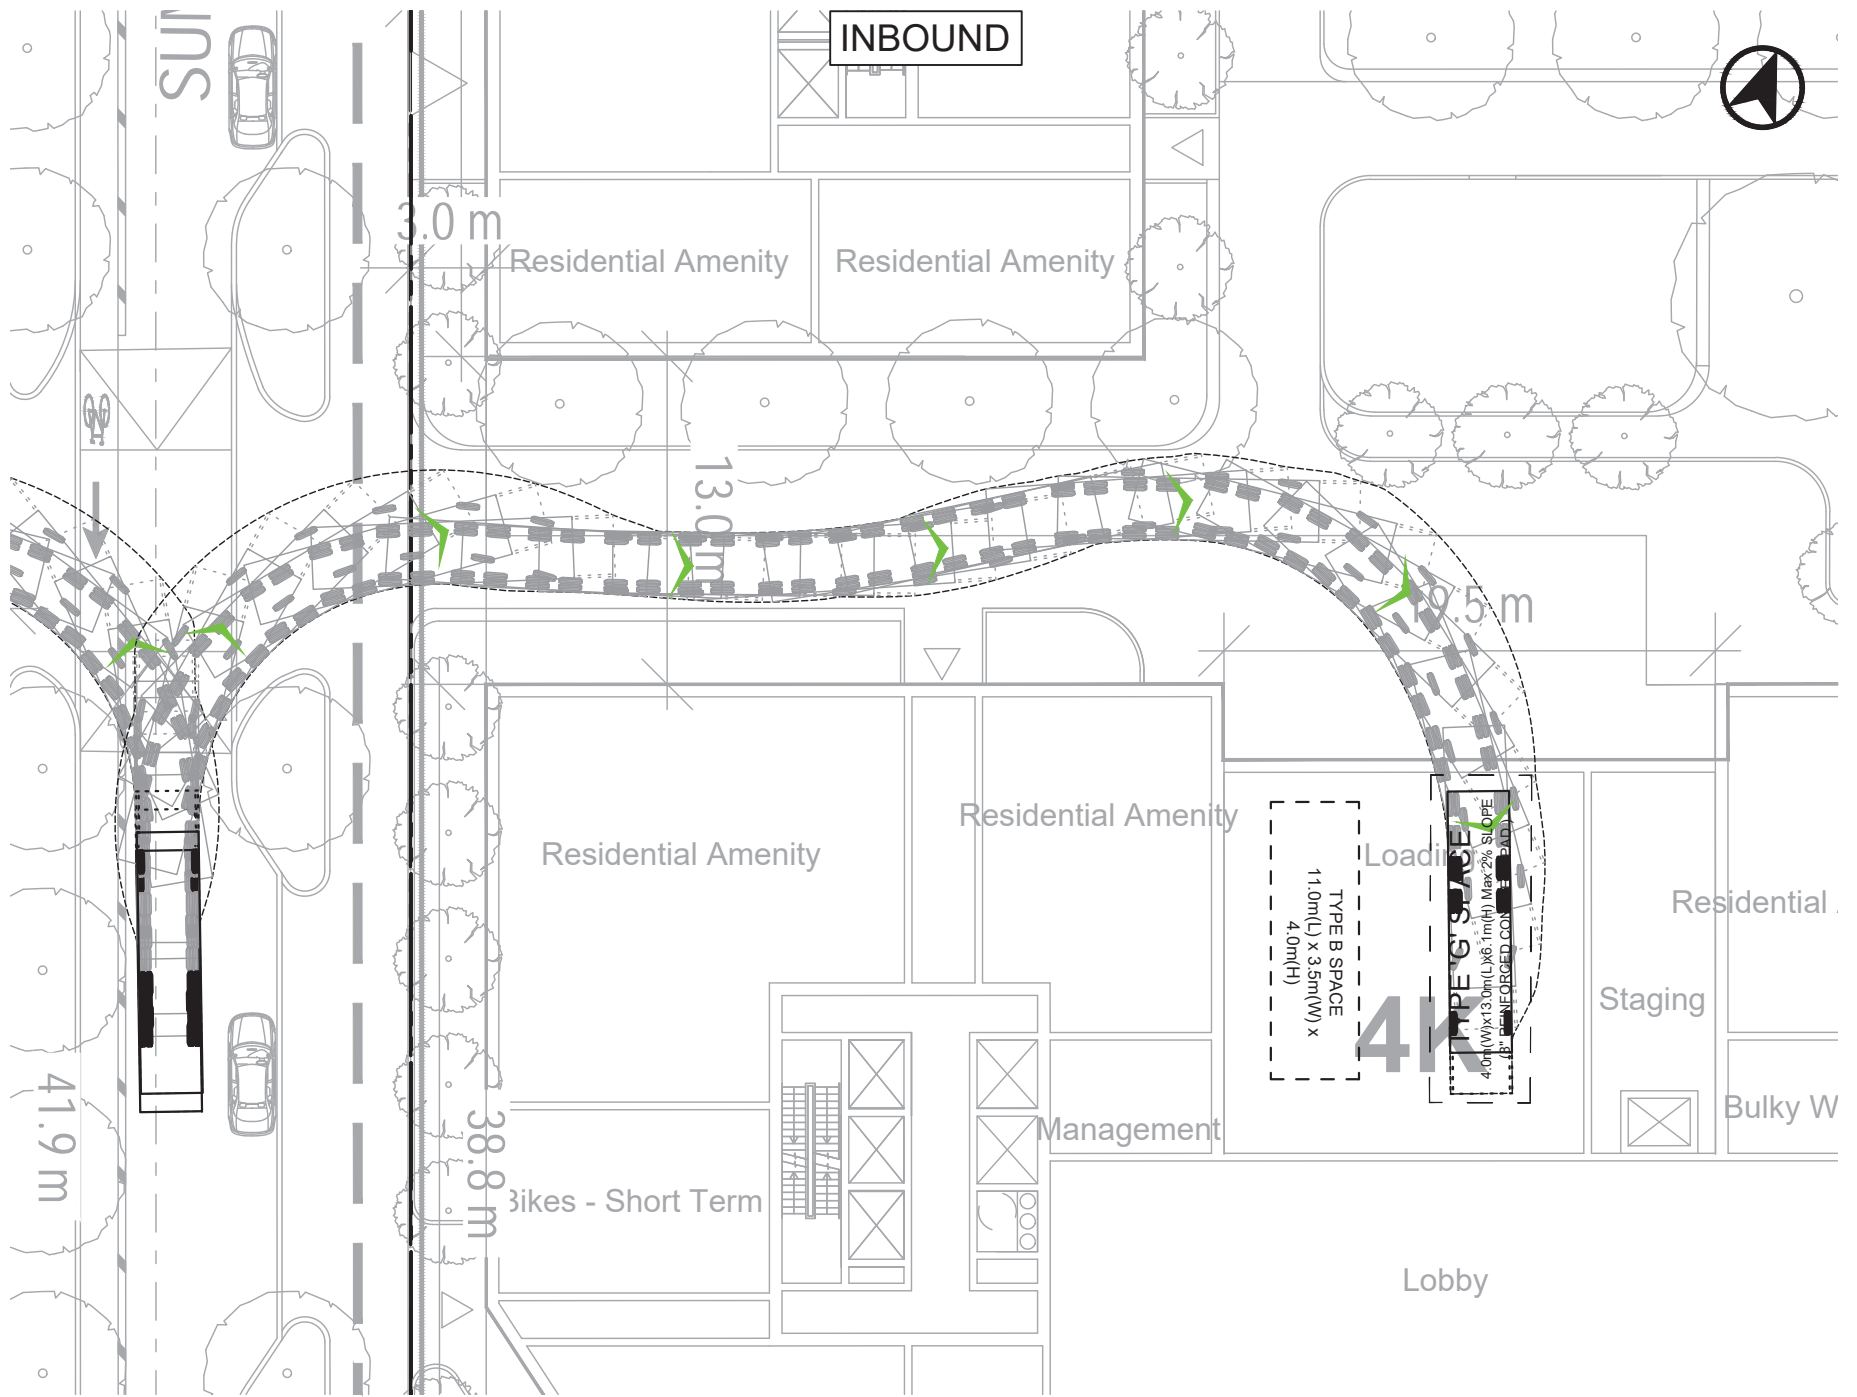 INBOUND
3.0 m
Residential Amenity
Residential Amenity
13.0 m
19.5 m
Residential Amenity
Residential Amenity
Loading
TYPE B SPACE
11.0m(L) x 3.5m(W) x
4.0m(H)
TYPE 'G' SPACE
4.0m(W)x13.0m(L)x6.1m(H) Max 2% SLOPE
4K
Residential
Staging
Bulky W
Management
41.9 m
38.8 m
Bikes - Short Term
Lobby